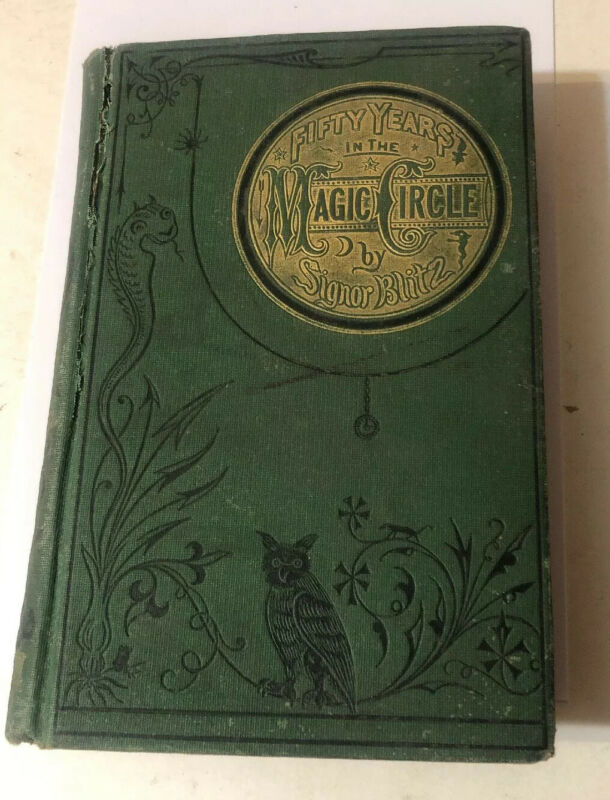 FIFTY YEARS
IN THE
MAGIC CIRCLE
by
Signor Blitz